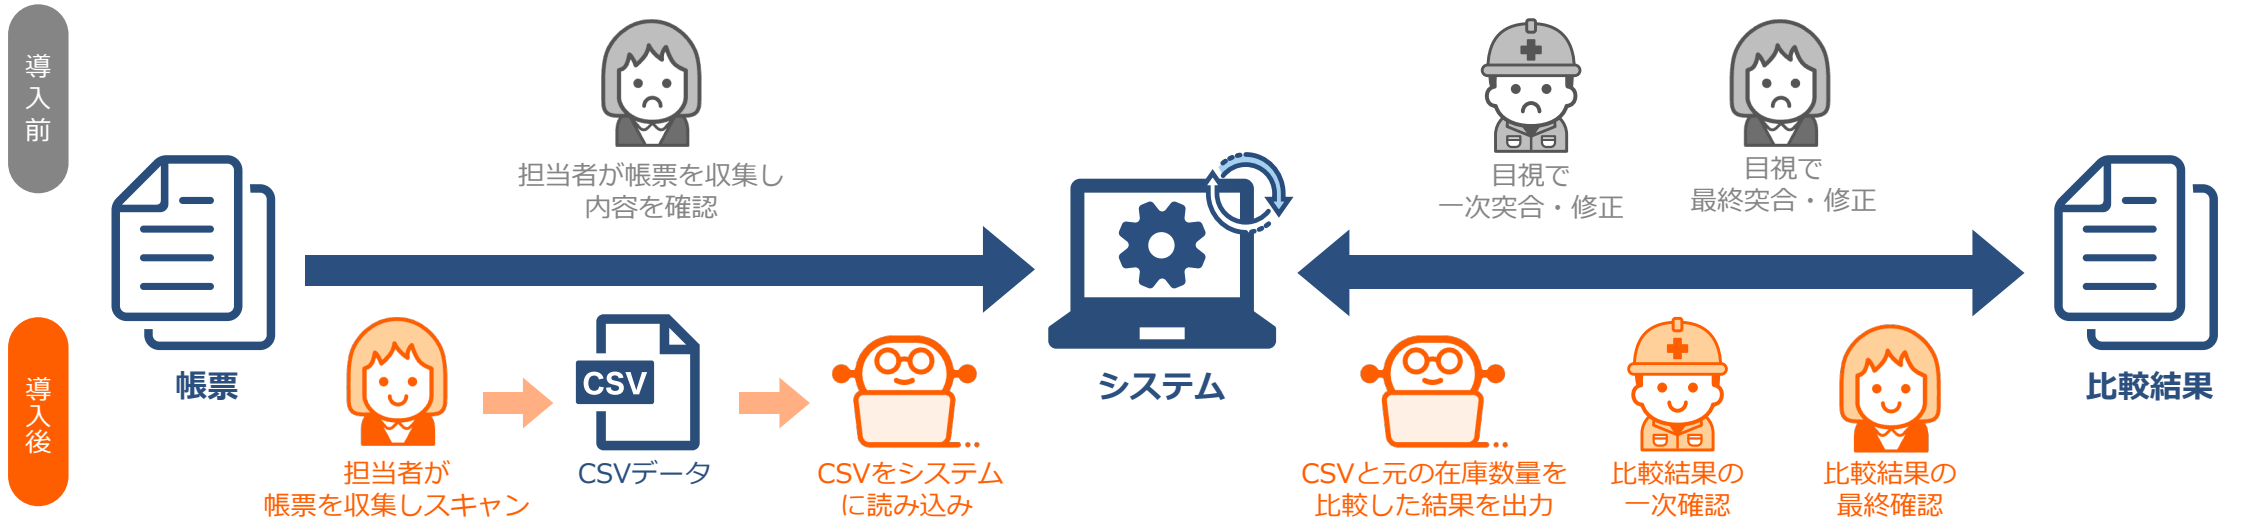 導入前
担当者が帳票を収集し
内容を確認
目視で
一次突合・修正
目視で
最終突合・修正
帳票
システム
比較結果
導入後
CSV
担当者が
帳票を収集しスキャン
CSVデータ
CSVをシステム
に読み込み
CSVと元の在庫数量を
比較した結果を出力
比較結果の
一次確認
比較結果の
最終確認